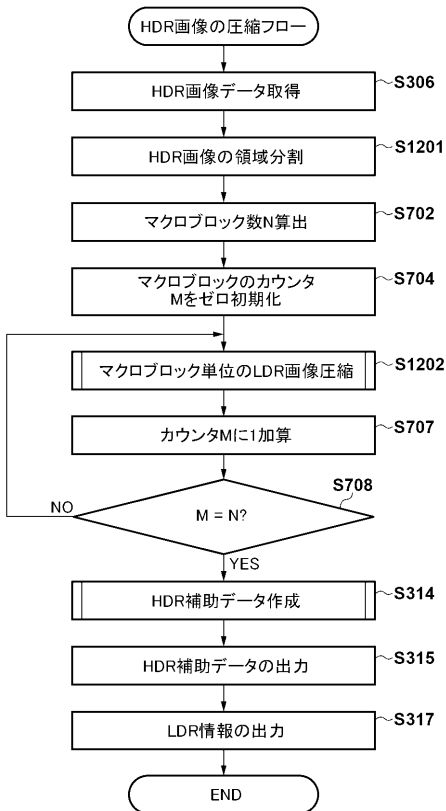 HDR画像の圧縮フロー
HDR画像データ取得
S306
HDR画像の領域分割
S1201
マクロブロック数N算出
S702
マクロブロックのカウンタ
Mをゼロ初期化
S704
マクロブロック単位のLDR画像圧縮
S1202
カウンタMに1加算
S707
S708
NO
M = N?
YES
HDR補助データ作成
S314
HDR補助データの出力
S315
LDR情報の出力
S317
END